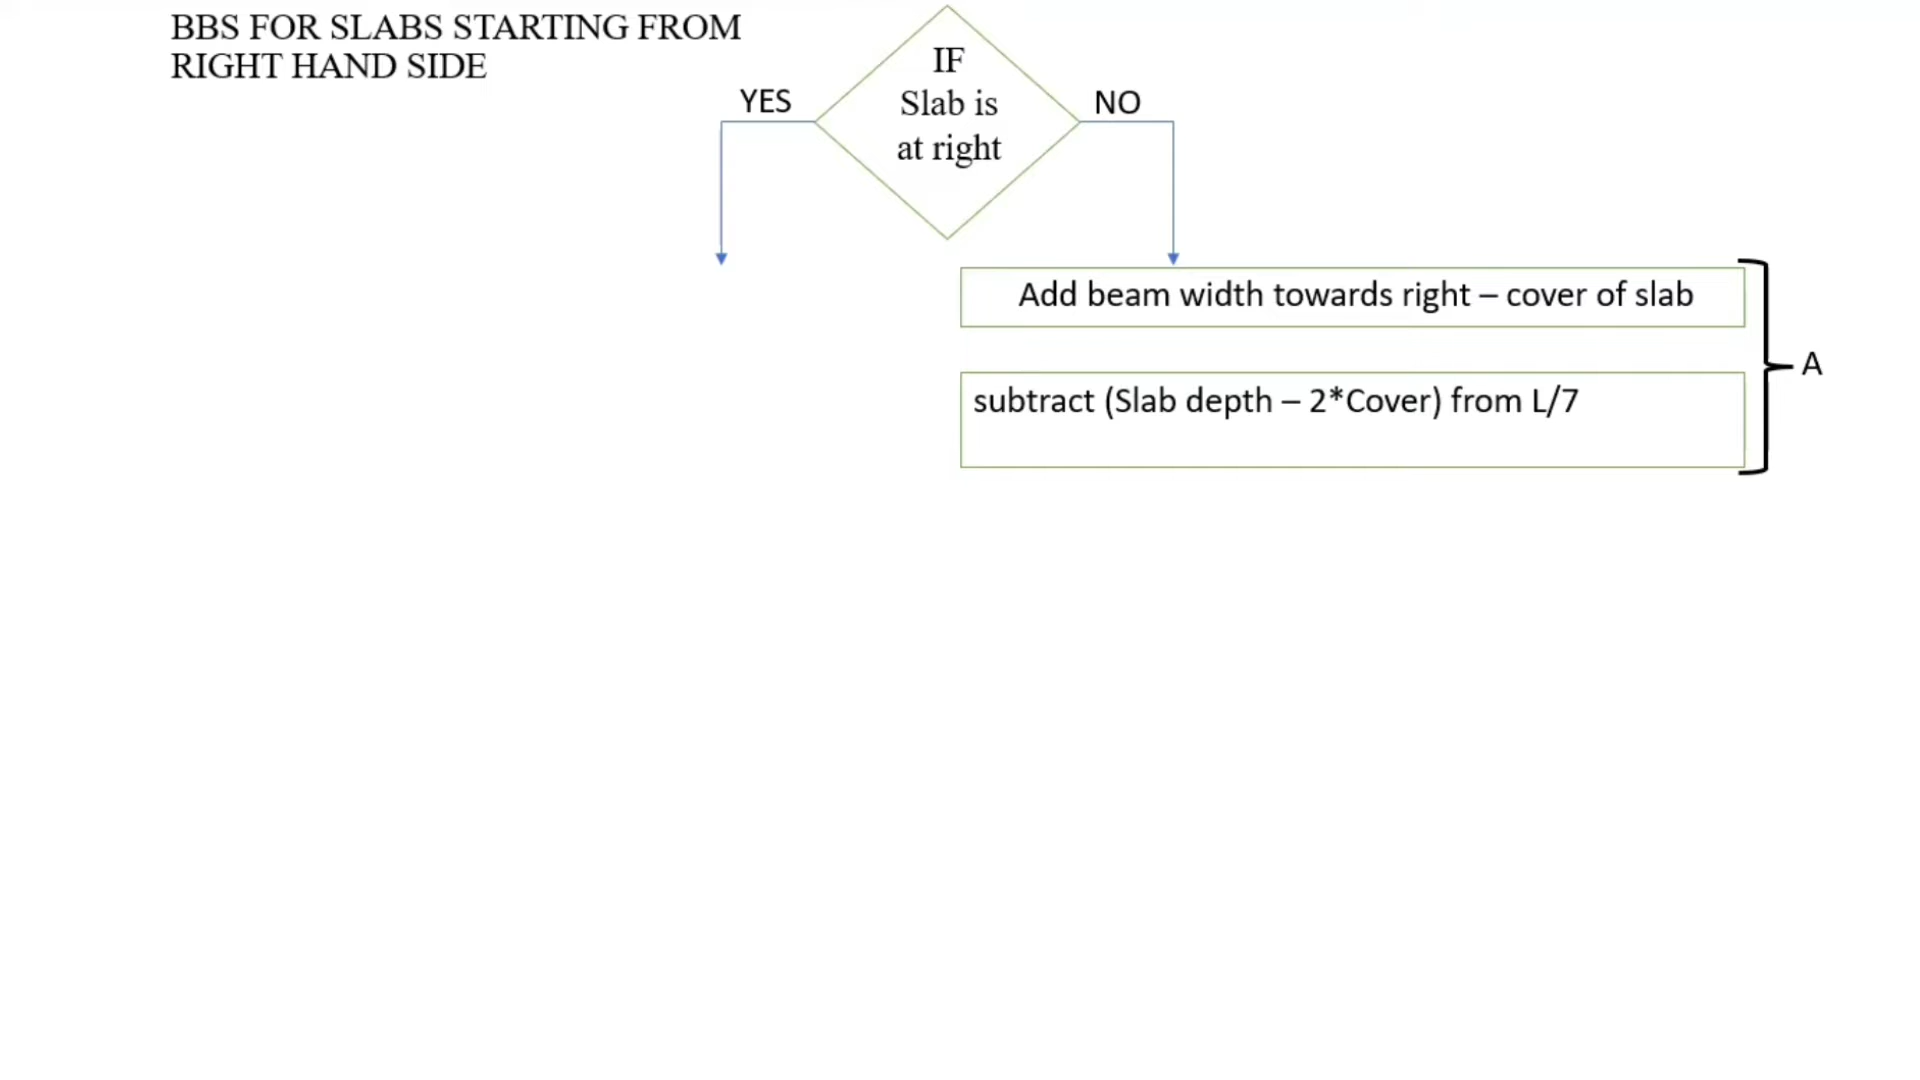 BBS FOR SLABS STARTING FROM
RIGHT HAND SIDE
IF
Slab is
at right
YES
NO
Add beam width towards right – cover of slab
subtract (Slab depth – 2*Cover) from L/7
A